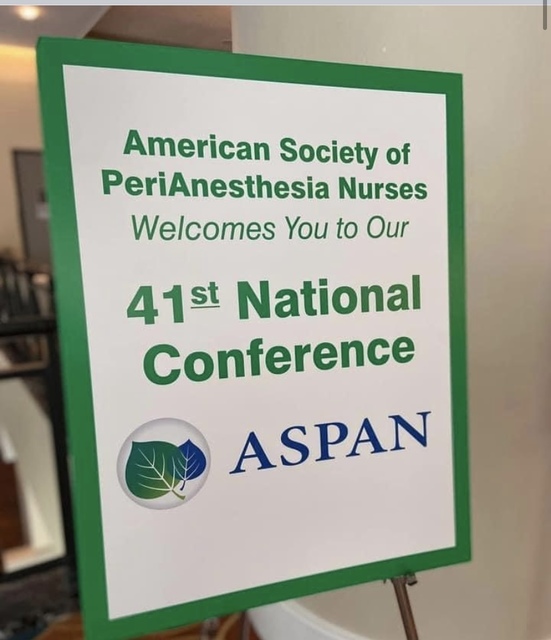 American Society of
PeriAnesthesia Nurses
Welcomes You to Our
41st National
Conference
ASPAN